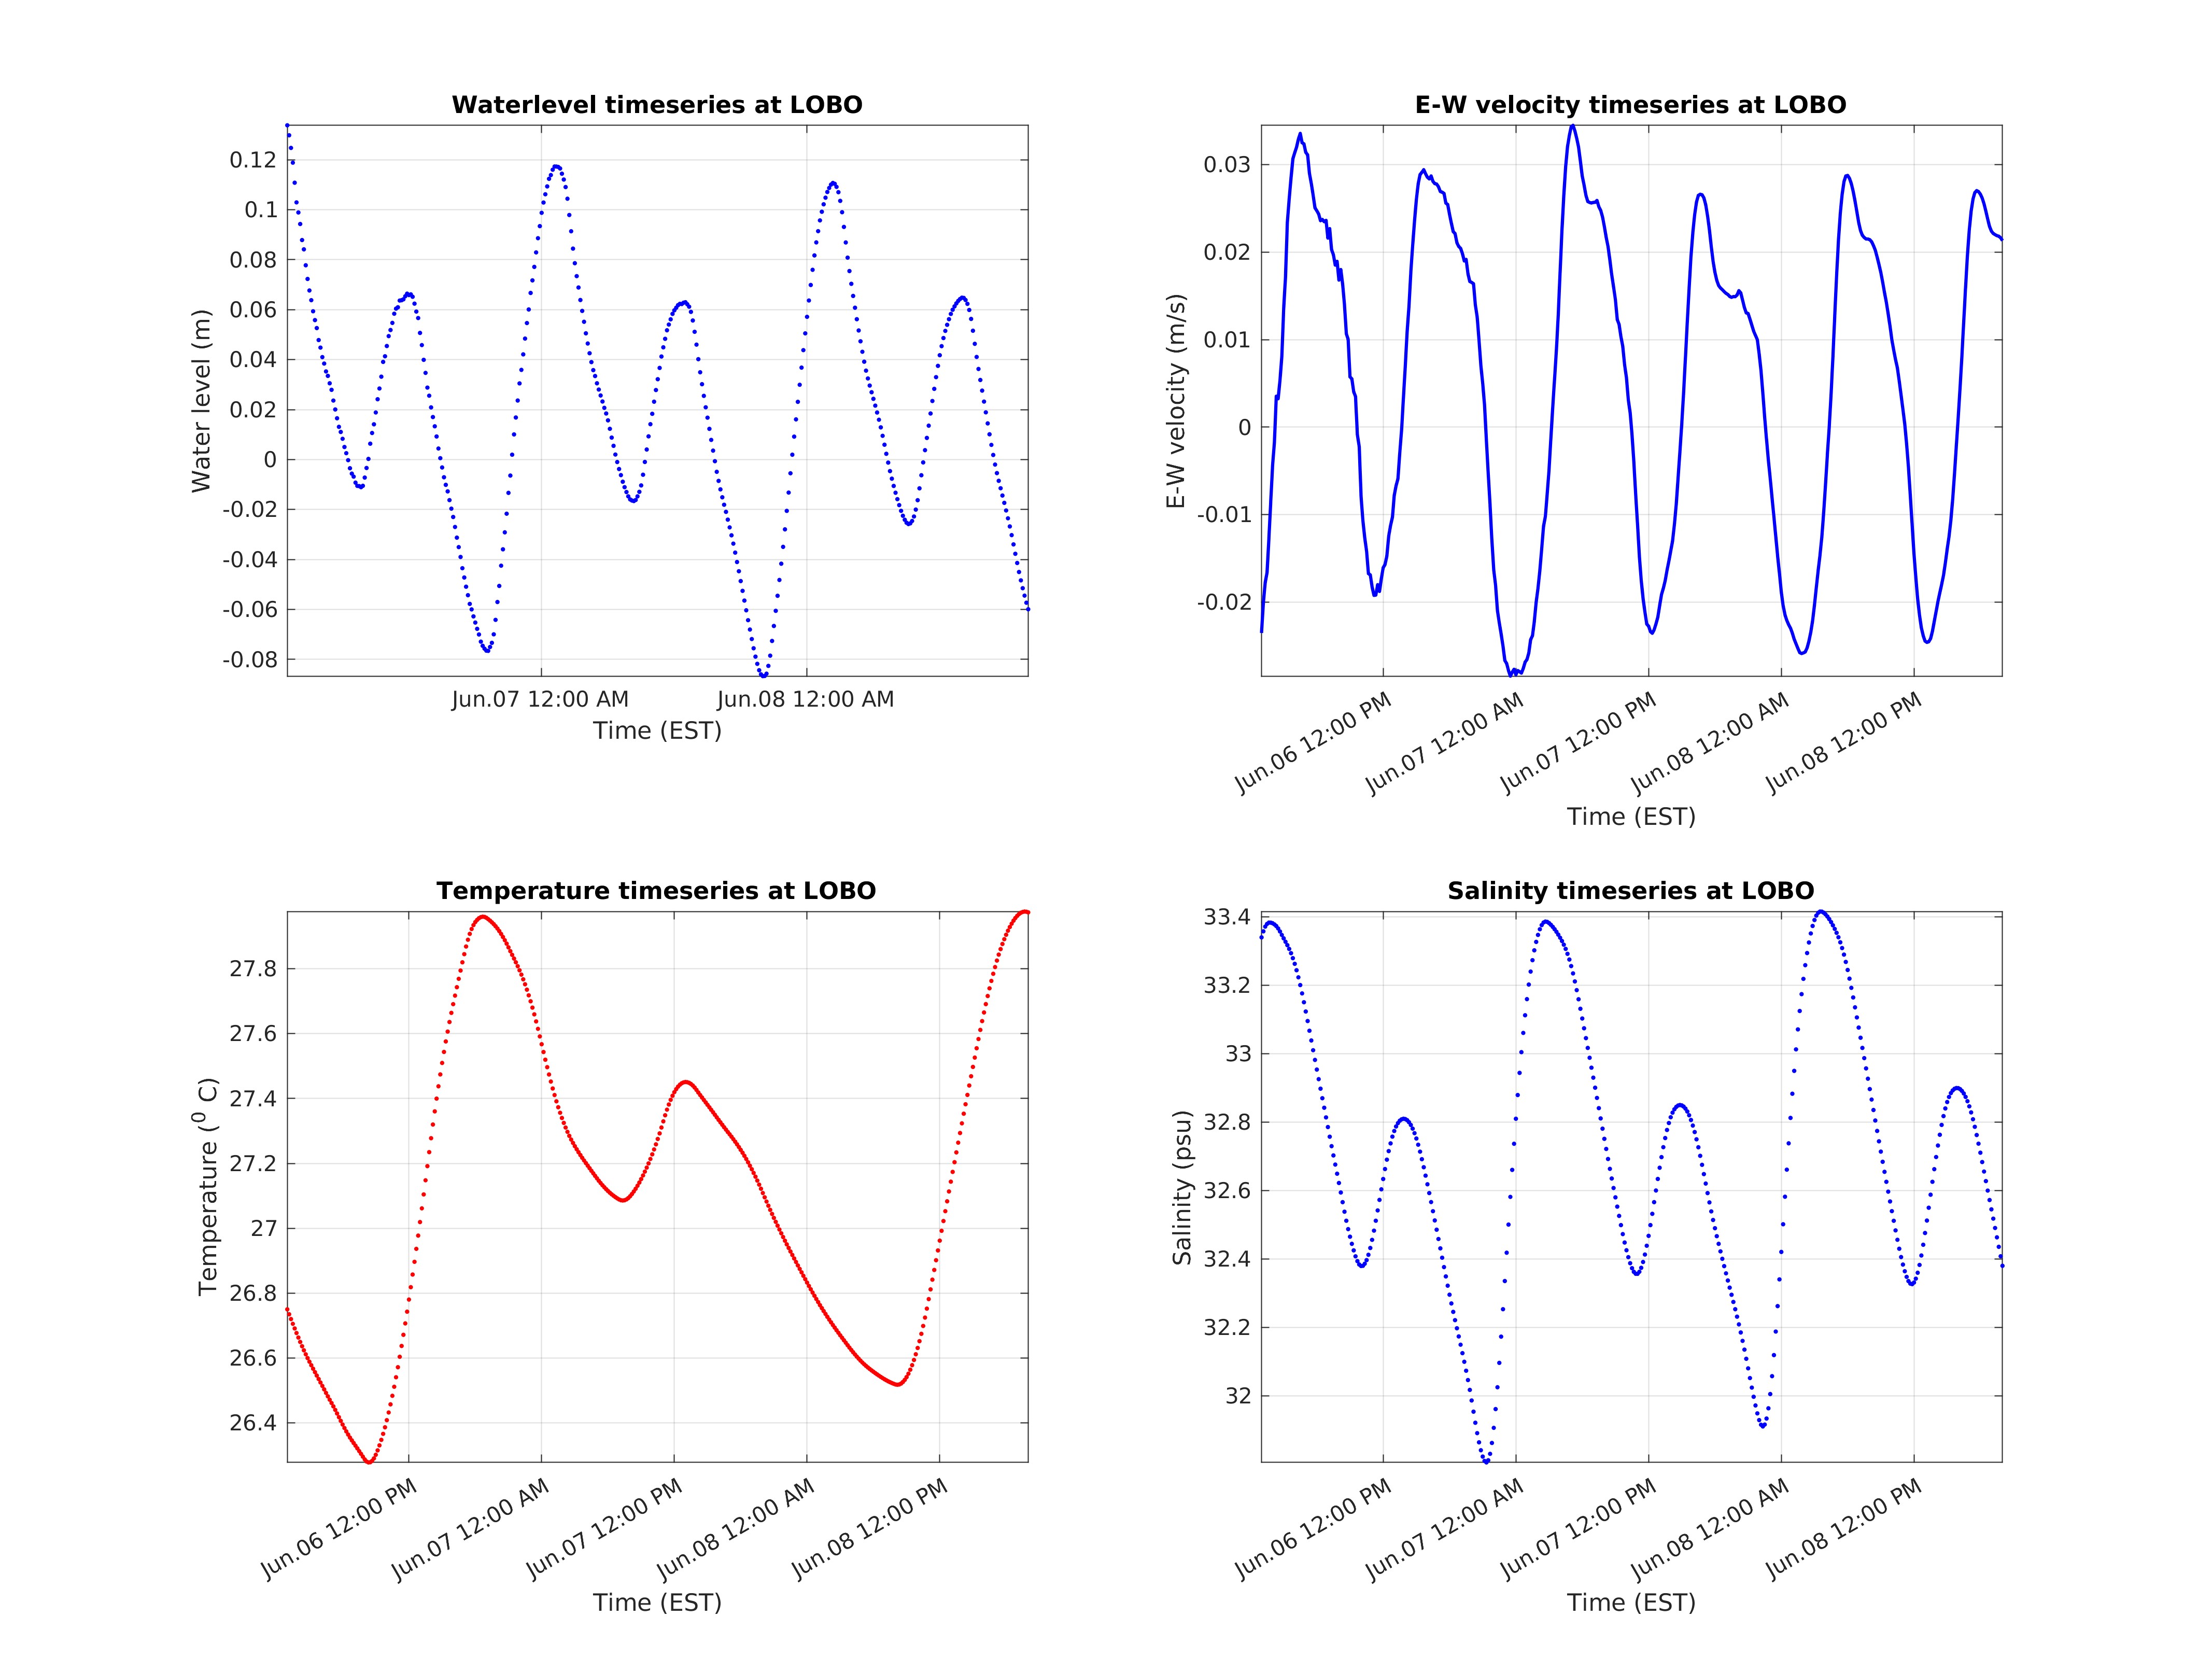 Waterlevel timeseries at LOBO
0.12
0.1
0.08
0.06
0.04
0.02
0
-0.02
-0.04
-0.06
-0.08
Water level (m)
Jun.07 12:00 AM
Jun.08 12:00 AM
Time (EST)
E-W velocity timeseries at LOBO
0.03
0.02
0.01
0
-0.01
-0.02
E-W velocity (m/s)
Jun.06 12:00 PM
Jun.07 12:00 AM
Jun.07 12:00 PM
Jun.08 12:00 AM
Jun.08 12:00 PM
Time (EST)
Temperature timeseries at LOBO
27.8
27.6
27.4
27.2
27
26.8
26.6
26.4
Temperature (⁰ C)
Jun.06 12:00 PM
Jun.07 12:00 AM
Jun.07 12:00 PM
Jun.08 12:00 AM
Jun.08 12:00 PM
Time (EST)
Salinity timeseries at LOBO
33.4
33.2
33
32.8
32.6
32.4
32.2
32
Salinity (psu)
Jun.06 12:00 PM
Jun.07 12:00 AM
Jun.07 12:00 PM
Jun.08 12:00 AM
Jun.08 12:00 PM
Time (EST)